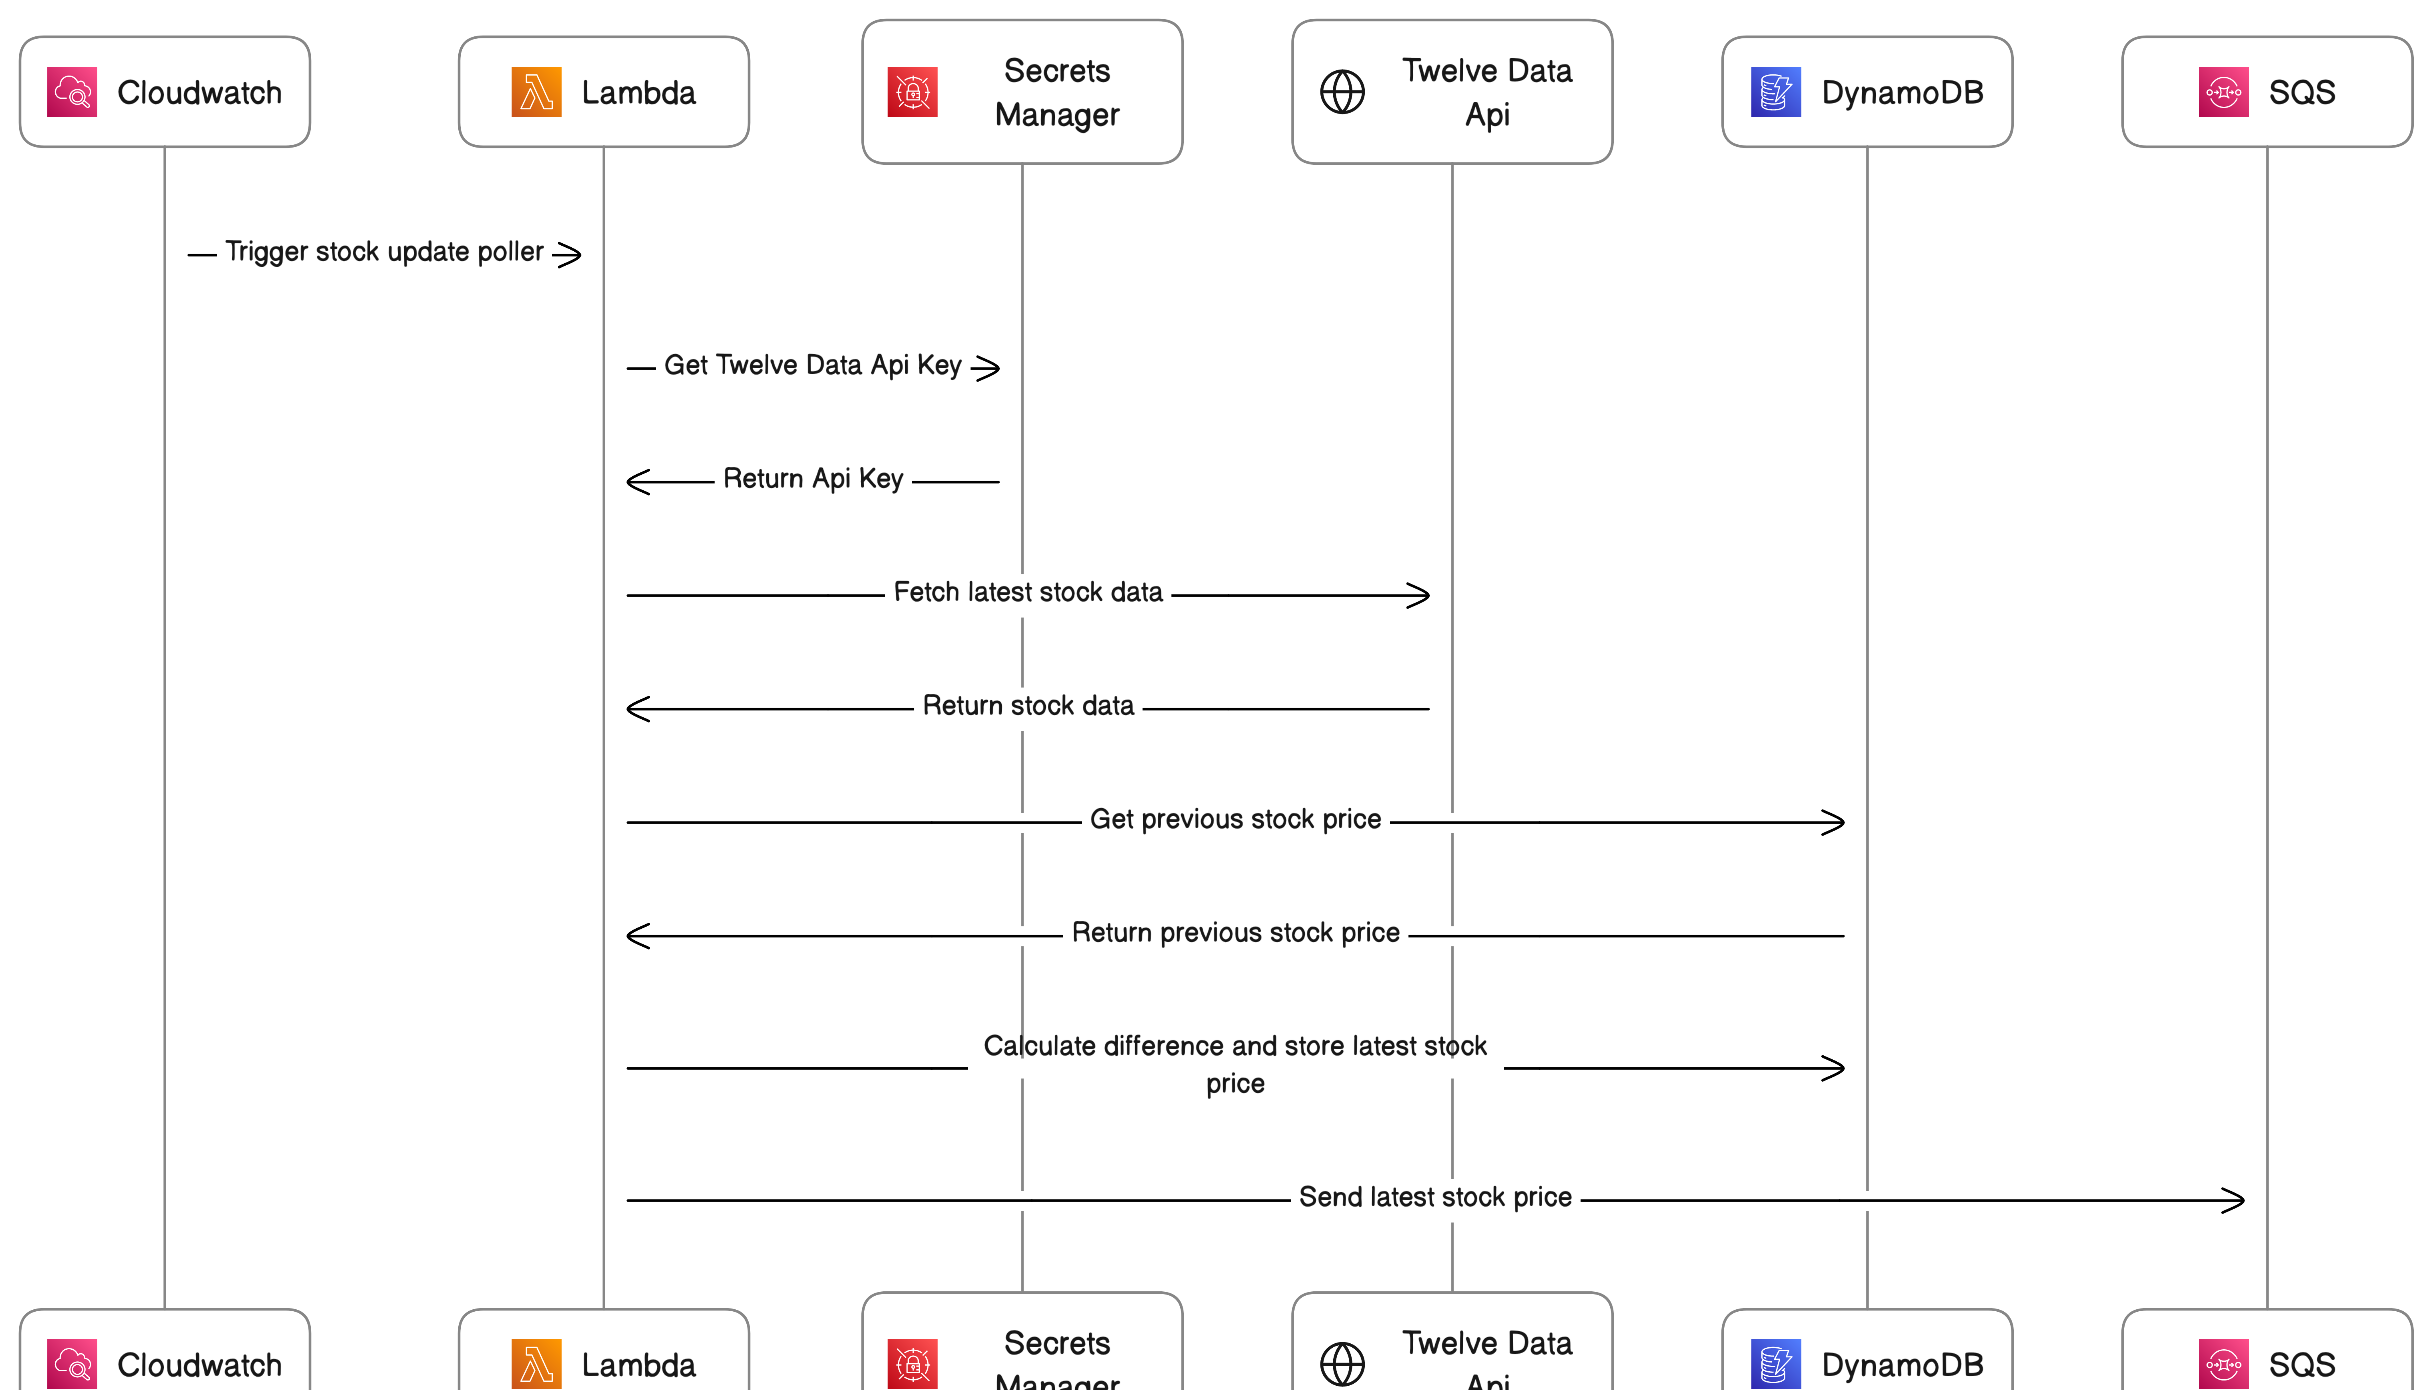 Cloudwatch
Lambda
Secrets
Manager
Twelve Data
Api
DynamoDB
SQS
Trigger stock update poller
Get Twelve Data Api Key
Return Api Key
Fetch latest stock data
Return stock data
Get previous stock price
Return previous stock price
Calculate difference and store latest stock
price
Send latest stock price
Cloudwatch
Lambda
Secrets
Manager
Twelve Data
Api
DynamoDB
SQS